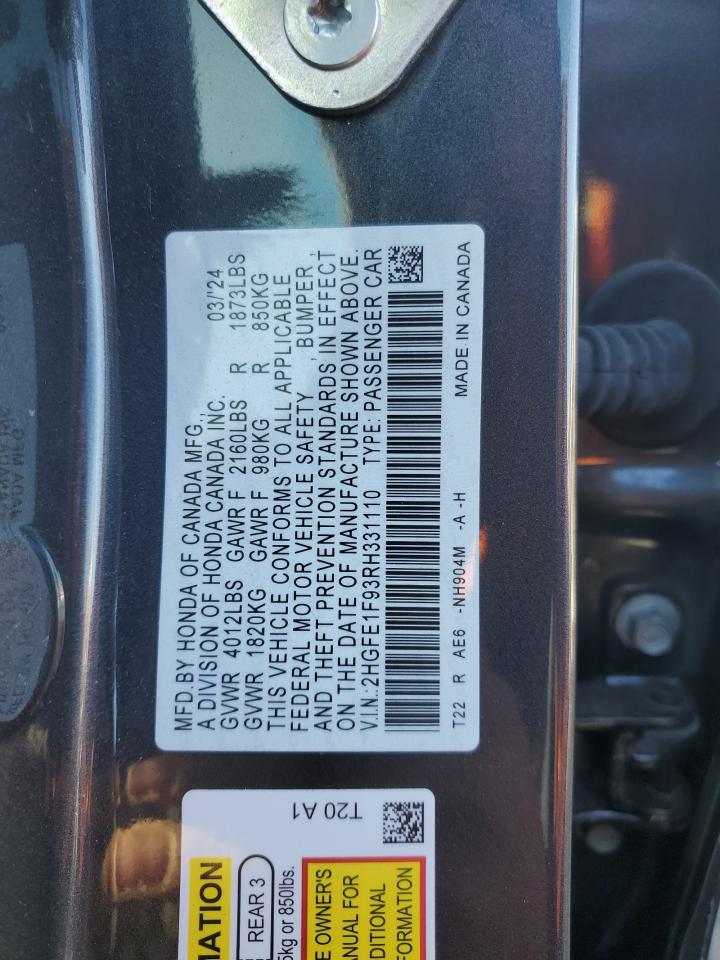 MFD.BY HONDA OF CANADA MFG., 03/'24
A DIVISION OF HONDA CANADA INC.
GVWR 4012LBS GAWR F 2160LBS R 1873LBS
GVWR 1820KG GAWR F 980KG R 850KG
THIS VEHICLE CONFORMS TO ALL APPLICABLE
FEDERAL MOTOR VEHICLE SAFETY , BUMPER ,
AND THEFT PREVENTION STANDARDS IN EFFECT
ON THE DATE OF MANUFACTURE SHOWN ABOVE.
V.I.N.:2HGFE1F93RH331110 TYPE: PASSENGER CAR
T22 R AE6 -NH904M -A -H MADE IN CANADA
T20 A1
REAR 3
or 850lbs.
OWNER'S
FOR